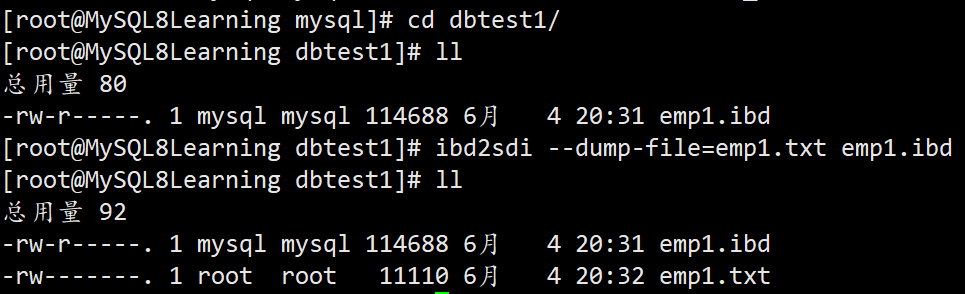 [root@MySQL8Learning mysql]# cd dbtest1/
[root@MySQL8Learning dbtest1]# ll
总用量 80
-rw-r-----. 1 mysql mysql 114688 6月   4 20:31 emp1.ibd
[root@MySQL8Learning dbtest1]# ibd2sdi --dump-file=emp1.txt emp1.ibd
[root@MySQL8Learning dbtest1]# ll
总用量 92
-rw-r-----. 1 mysql mysql 114688 6月   4 20:31 emp1.ibd
-rw-------. 1 root  root   11110 6月   4 20:32 emp1.txt